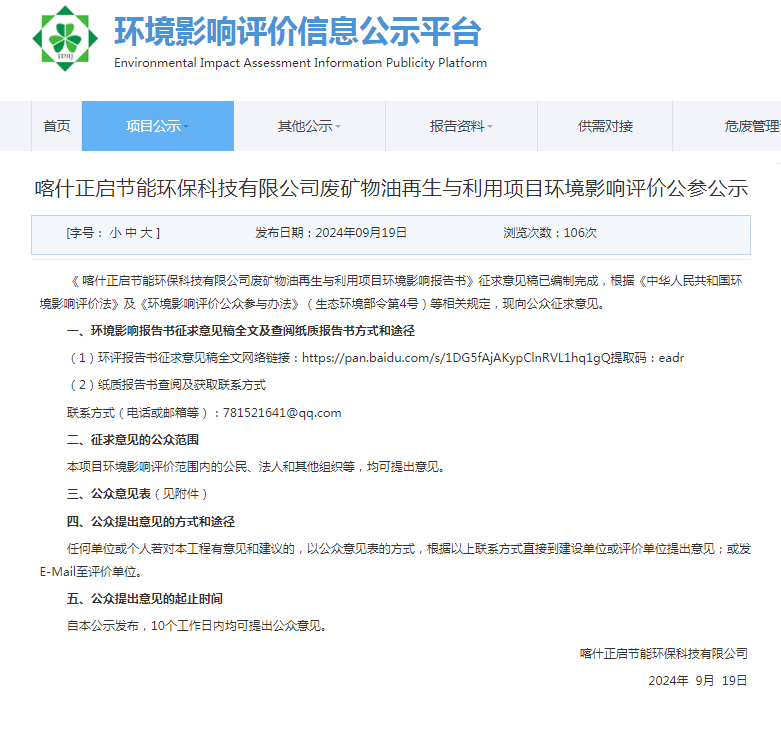 环境影响评价信息公示平台
Environmental Impact Assessment Information Publicity Platform
首页 项目公示 其他公示 报告资料 供需对接 危废管理
喀什正启节能环保科技有限公司废矿物油再生与利用项目环境影响评价公参公示
[字号： 小 中 大 ] 发布日期：2024年09月19日 浏览次数：106次
《 喀什正启节能环保科技有限公司废矿物油再生与利用项目环境影响报告书》征求意见稿已编制完成，根据《中华人民共和国环
境影响评价法》及《环境影响评价公众参与办法》（生态环境部令第4号）等相关规定，现向公众征求意见。
一、环境影响报告书征求意见稿全文及查阅纸质报告书方式和途径
（1）环评报告书征求意见稿全文网络链接：https://pan.baidu.com/s/1DG5fAjAKypClnRVL1hq1gQ提取码：eadr
（2）纸质报告书查阅及获取联系方式
联系方式（电话或邮箱等）：781521641@qq.com
二、征求意见的公众范围
本项目环境影响评价范围内的公民、法人和其他组织等，均可提出意见。
三、公众意见表（见附件）
四、公众提出意见的方式和途径
任何单位或个人若对本工程有意见和建议的，以公众意见表的方式，根据以上联系方式直接到建设单位或评价单位提出意见；或发
E-Mail至评价单位。
五、公众提出意见的起止时间
自本公示发布，10个工作日内均可提出公众意见。
喀什正启节能环保科技有限公司
2024年 9月 19日